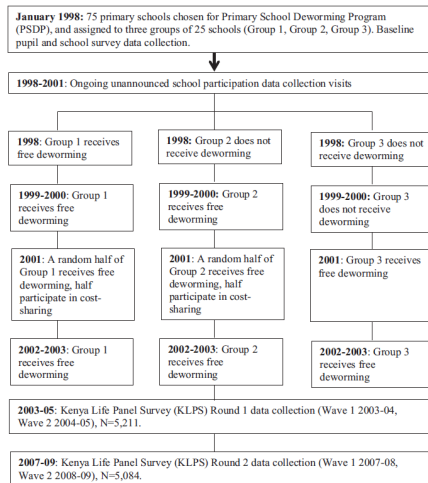 January 1998: 75 primary schools chosen for Primary School Deworming Program
(PSDP), and assigned to three groups of 25 schools (Group 1, Group 2, Group 3). Baseline
pupil and school survey data collection.
1998-2001: Ongoing unannounced school participation data collection visits
1998: Group 1 receives
free deworming
1998: Group 2 does not
receive deworming
1998: Group 3 does not
receive deworming
1999-2000: Group 1
receives free
deworming
1999-2000: Group 2
receives free
deworming
1999-2000: Group 3
does not receive
deworming
2001: A random half of
Group 1 receives free
deworming, half
participate in cost-
sharing
2001: A random half of
Group 2 receives free
deworming, half
participate in cost-
sharing
2001: Group 3 receives
free deworming
2002-2003: Group 1
receives free
deworming
2002-2003: Group 2
receives free
deworming
2002-2003: Group 3
receives free
deworming
2003-05: Kenya Life Panel Survey (KLPS) Round 1 data collection (Wave 1 2003-04,
Wave 2 2004-05), N=5,211.
2007-09: Kenya Life Panel Survey (KLPS) Round 2 data collection (Wave 1 2007-08,
Wave 2 2008-09), N=5,084.